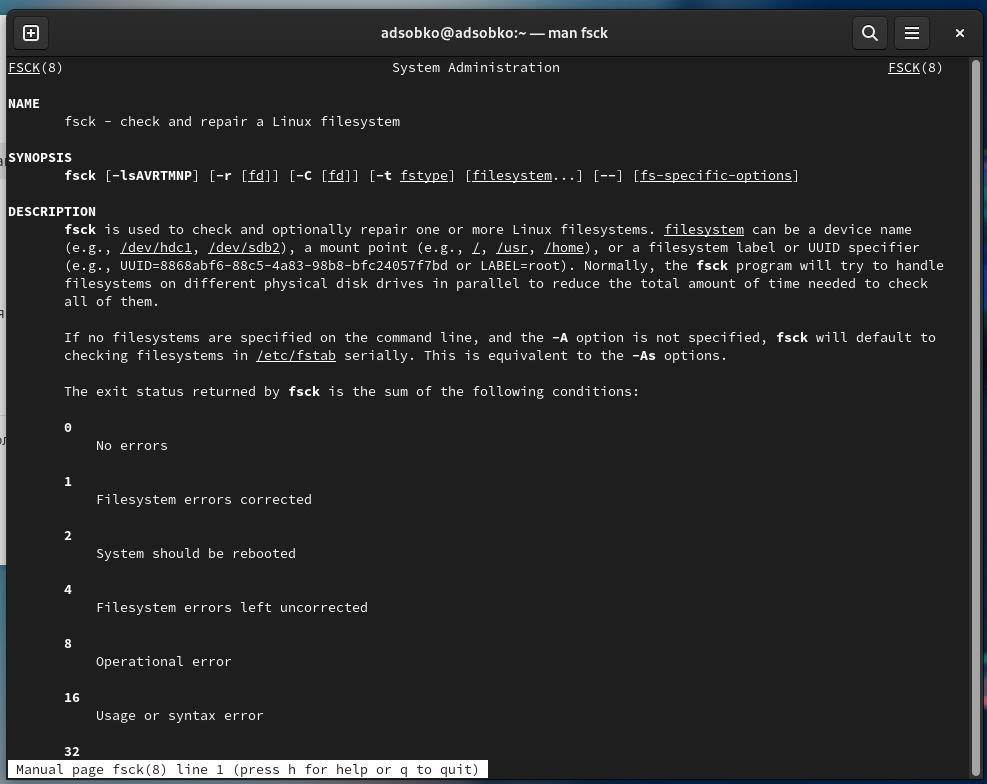 adsobko@adsobko:~ — man fsck
FSCK(8) System Administration FSCK(8)
NAME
fsck - check and repair a Linux filesystem
SYNOPSIS
fsck [-lsAVRTMNP] [-r [fd]] [-C [fd]] [-t fstype] [filesystem...] [--] [fs-specific-options]
DESCRIPTION
fsck is used to check and optionally repair one or more Linux filesystems. filesystem can be a device name
(e.g., /dev/hdc1, /dev/sdb2), a mount point (e.g., /, /usr, /home), or a filesystem label or UUID specifier
(e.g., UUID=8868abf6-88c5-4a83-98b8-bfc24057f7bd or LABEL=root). Normally, the fsck program will try to handle
filesystems on different physical disk drives in parallel to reduce the total amount of time needed to check
all of them.
If no filesystems are specified on the command line, and the -A option is not specified, fsck will default to
checking filesystems in /etc/fstab serially. This is equivalent to the -As options.
The exit status returned by fsck is the sum of the following conditions:
0
No errors
1
Filesystem errors corrected
2
System should be rebooted
4
Filesystem errors left uncorrected
8
Operational error
16
Usage or syntax error
32
Manual page fsck(8) line 1 (press h for help or q to quit)